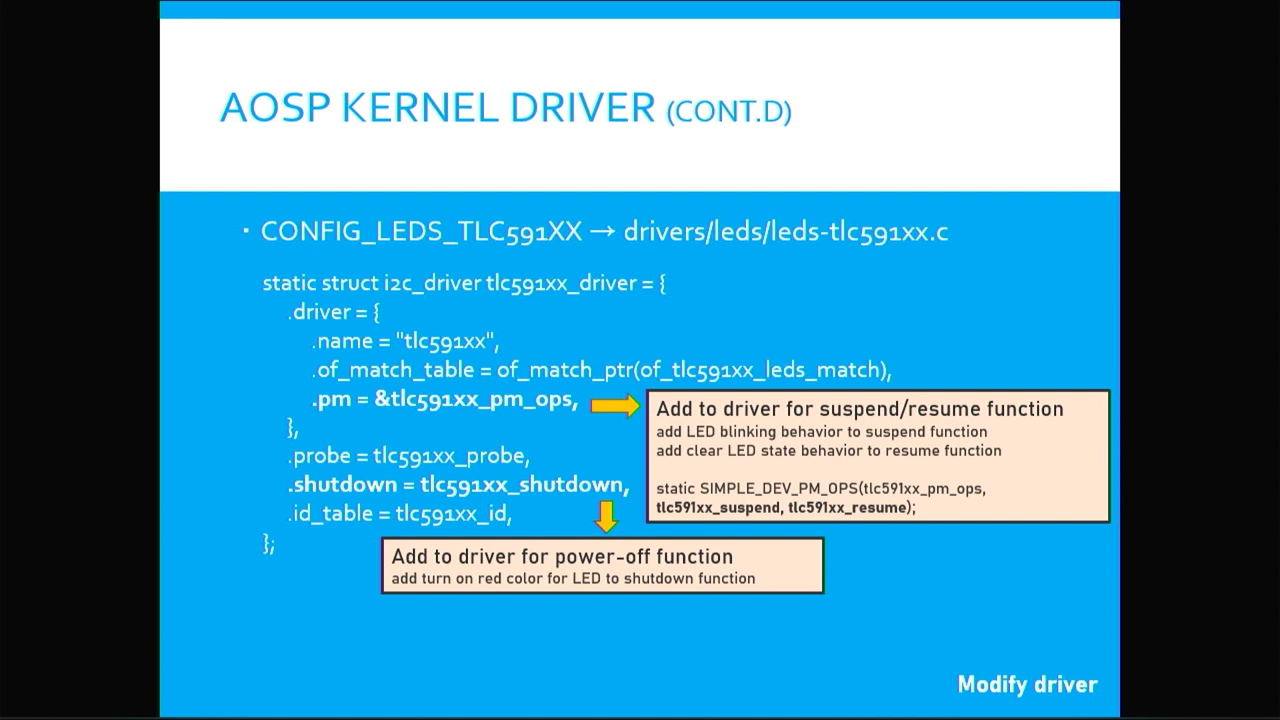 AOSP KERNEL DRIVER (CONT.D)
▪ CONFIG_LEDS_TLC591XX → drivers/leds/leds-tlc591xx.c
static struct i2c_driver tlc591xx_driver = {
.driver = {
.name = "tlc591xx",
.of_match_table = of_match_ptr(of_tlc591xx_leds_match),
.pm = &tlc591xx_pm_ops,
},
.probe = tlc591xx_probe,
.shutdown = tlc591xx_shutdown,
.id_table = tlc591xx_id,
};
Add to driver for suspend/resume function
add LED blinking behavior to suspend function
add clear LED state behavior to resume function
static SIMPLE_DEV_PM_OPS(tlc591xx_pm_ops,
tlc591xx_suspend, tlc591xx_resume);
Add to driver for power-off function
add turn on red color for LED to shutdown function
Modify driver